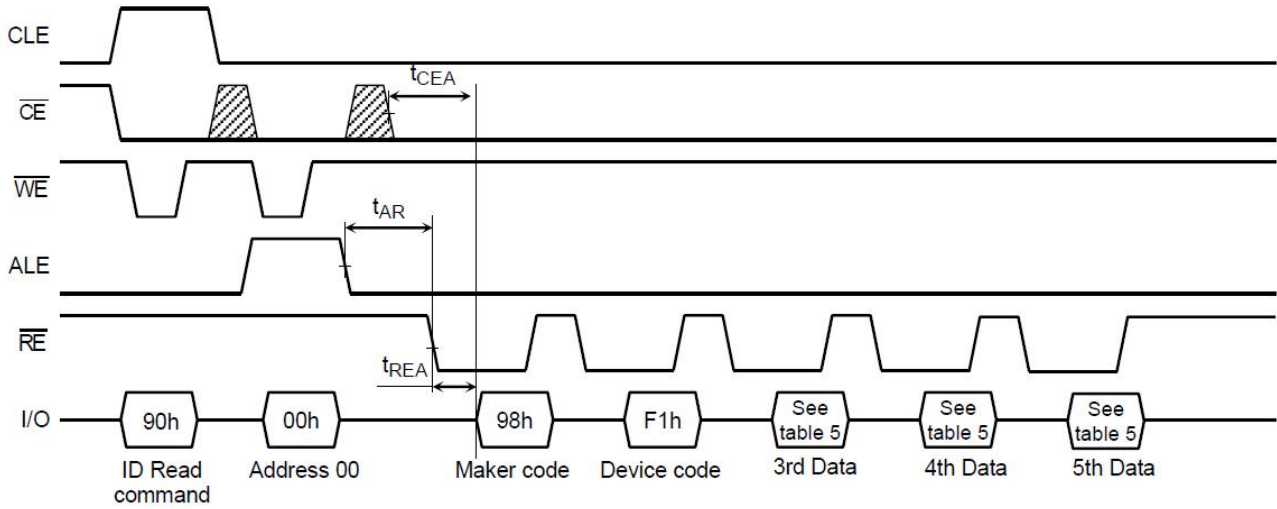 CLE
tCEA
CE
WE
tAR
ALE
RE
tREA
I/O
90h
00h
98h
F1h
See
table 5
See
table 5
See
table 5
ID Read
command
Address 00
Maker code
Device code
3rd Data
4th Data
5th Data